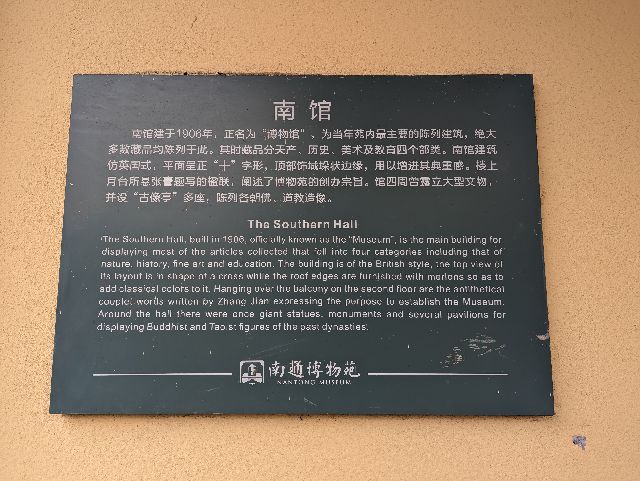 南馆
南馆建于1906年，正名为“博物馆”、为当年苑内最主要的陈列建筑，绝大
多数藏品均陈列于此。其时藏品分天产、历史、美术及教育四个部类。南馆建筑
仿英国式，平面呈正“十”字形，顶部饰城垛状边缘，用以增进其典重感。楼上
月台所悬张謇题写的楹联，阐述了博物苑的创办宗旨。馆四周曾露立大型文物，
并设“古像亭”多座，陈列各朝佛、道教造像。
The Southern Hall
The Southern Hall, built in 1906, officially known as the "Museum", is the main building for
displaying most of the articles collected that fell into four categories including that of
nature, history, fine art and education. The building is of the British style, the top view of
its layout is in shape of a cross while the roof edges are furnished with merlons so as to
add classical colors to it. Hanging over the balcony on the second floor are the antithetical
couplet words written by Zhang Jian expressing the purpose to establish the Museum.
Around the hall there were once giant statues, monuments and several pavilions for
displaying Buddhist and Taoist figures of the past dynasties.
南通博物苑
NANTONG MUSEUM